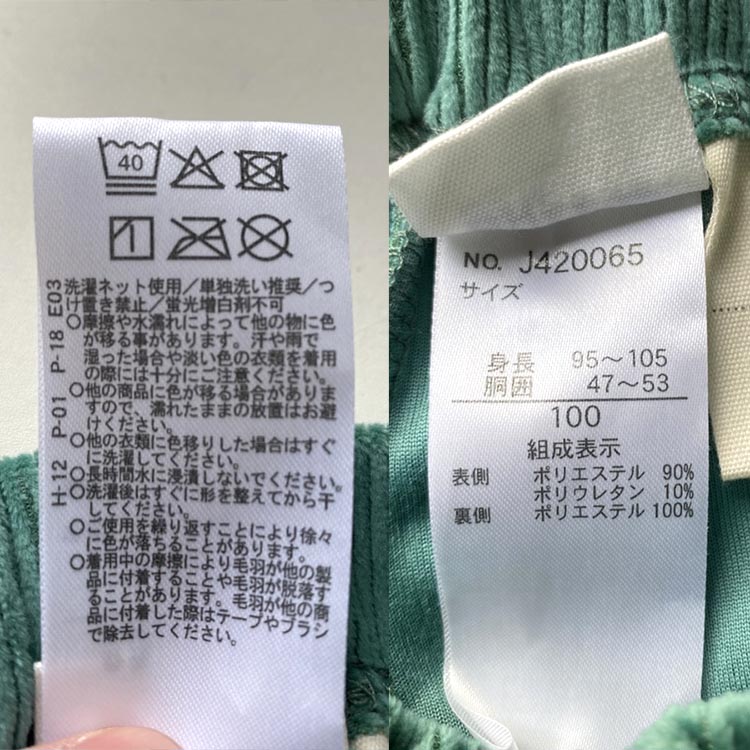 40
洗濯ネット使用/単独洗い推奨/つ
け置き禁止/蛍光増白剤不可
○摩擦や水濡れによって他の物に色
が移る事があります。汗や雨で
湿った場合や淡い色の衣類を着用
の際には十分にご注意ください。
○他の商品に色が移る場合がありま
すので、濡れたままの放置はお避
けください。
○他の衣類に色移りした場合はすぐ
に洗濯してください。
○長時間水に浸漬しないでください。
○洗濯後はすぐに形を整えてから干
してください。
○ご使用を繰り返すことにより徐々
に色が落ちることがあります。
○着用中の摩擦により毛羽が他の製
品に付着することや毛羽が脱落す
ることがあります。毛羽が他の商
品に付着した際はテープやブラシ
で除去してください。
H-12 P-01 P-18 E03
NO. J420065
サイズ
身長 95～105
胴囲 47～53
100
組成表示
表側 ポリエステル 90%
ポリウレタン 10%
裏側 ポリエステル 100%